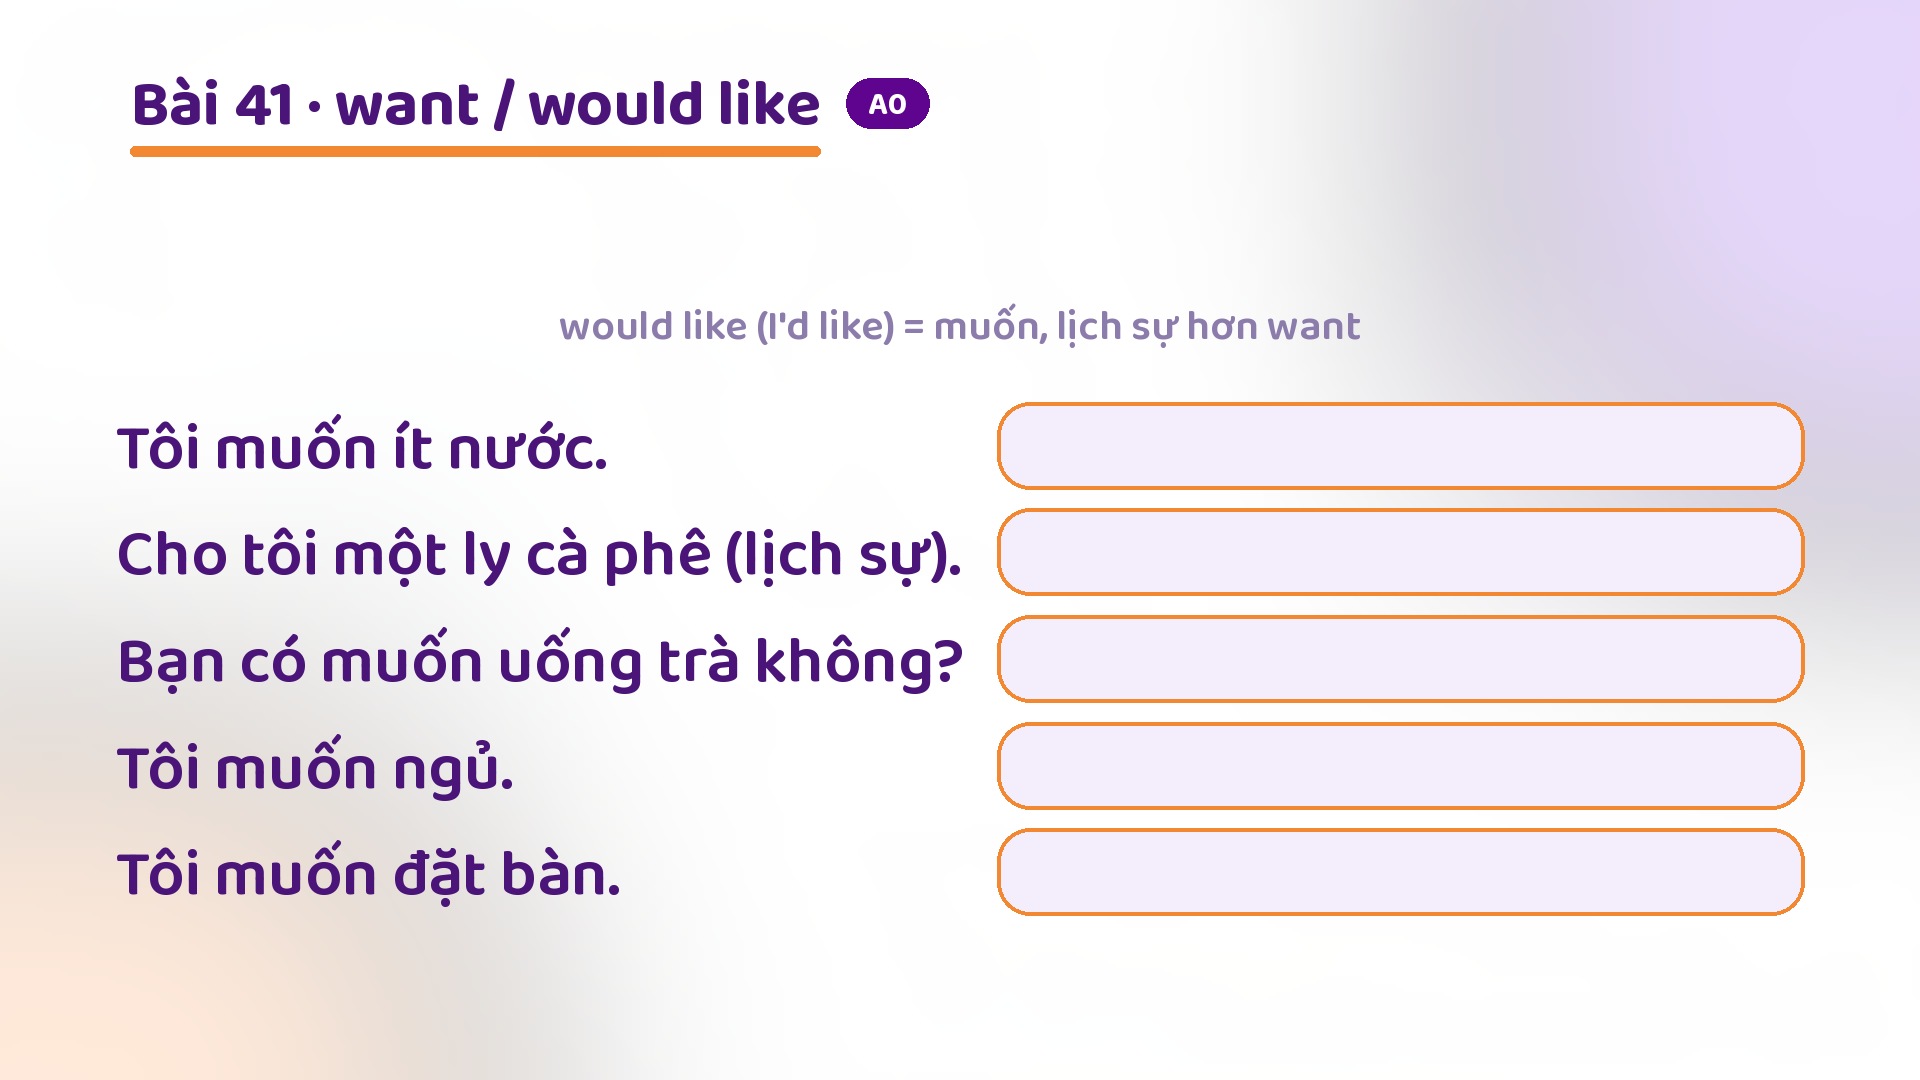 Bài 41 · want / would like A0
would like (I'd like) = muốn, lịch sự hơn want
Tôi muốn ít nước.
Cho tôi một ly cà phê (lịch sự).
Bạn có muốn uống trà không?
Tôi muốn ngủ.
Tôi muốn đặt bàn.